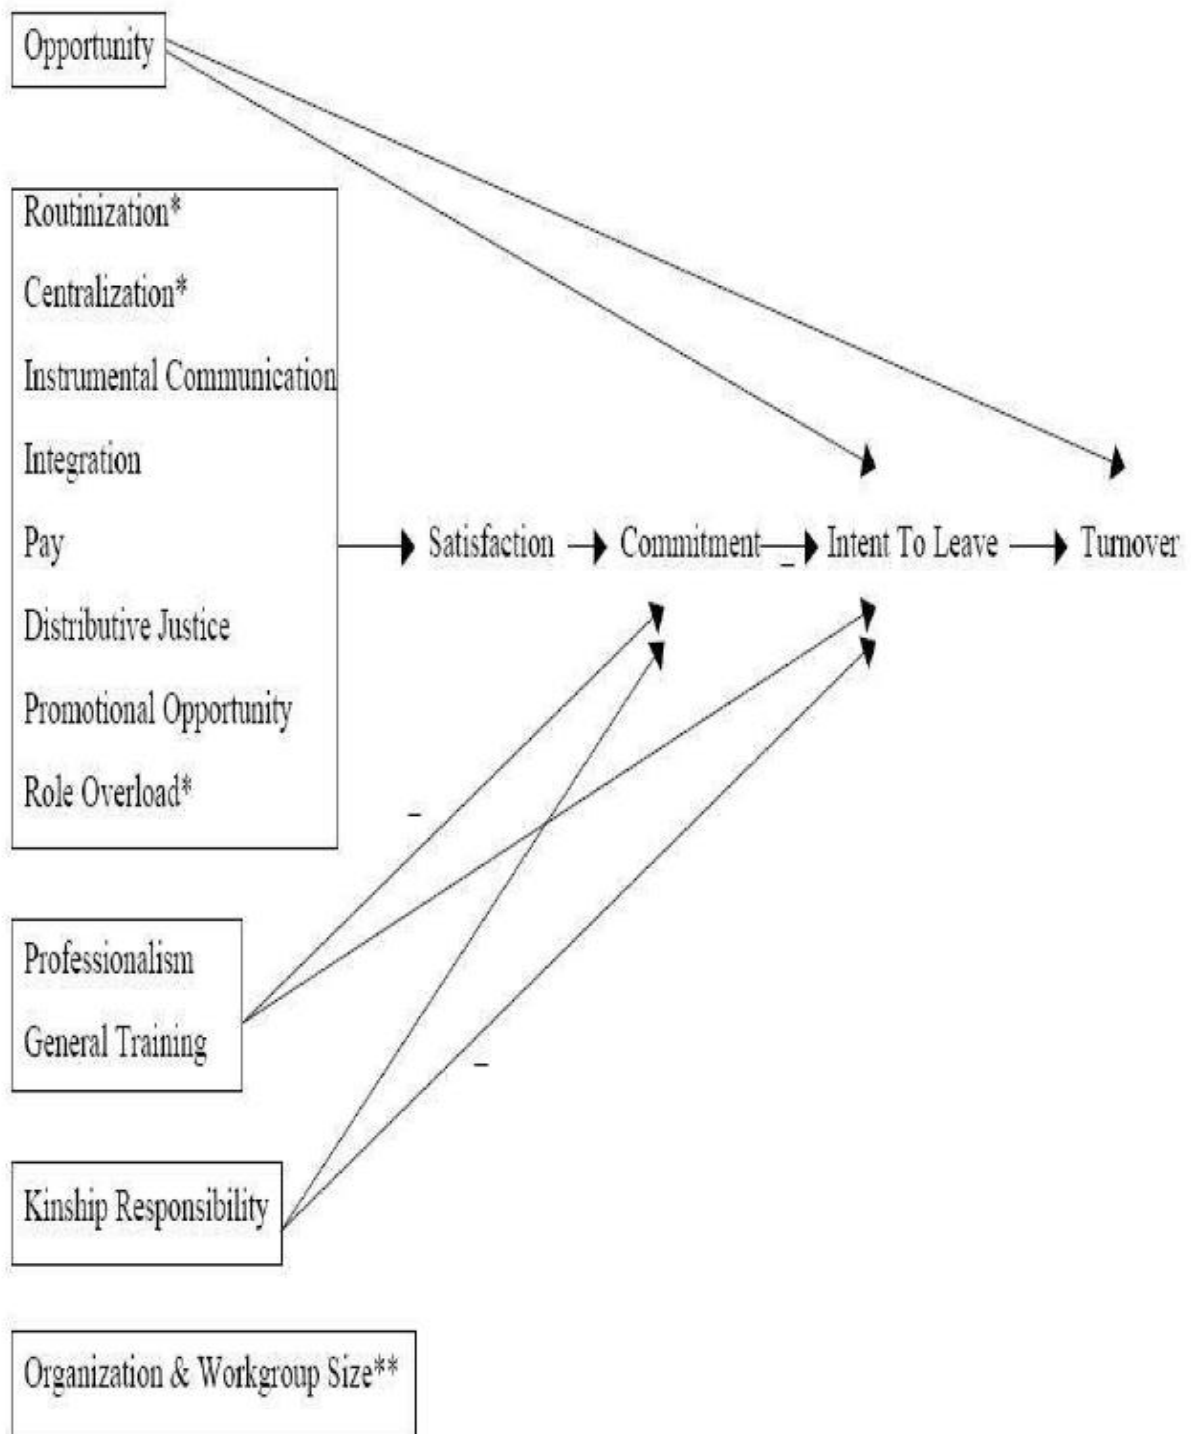 Opportunity
Routinization*
Centralization*
Instrumental Communication
Integration
Pay
Distributive Justice
Promotional Opportunity
Role Overload*
Satisfaction
Commitment
–
Intent To Leave
Turnover
–
Professionalism
General Training
–
Kinship Responsibility
Organization & Workgroup Size**